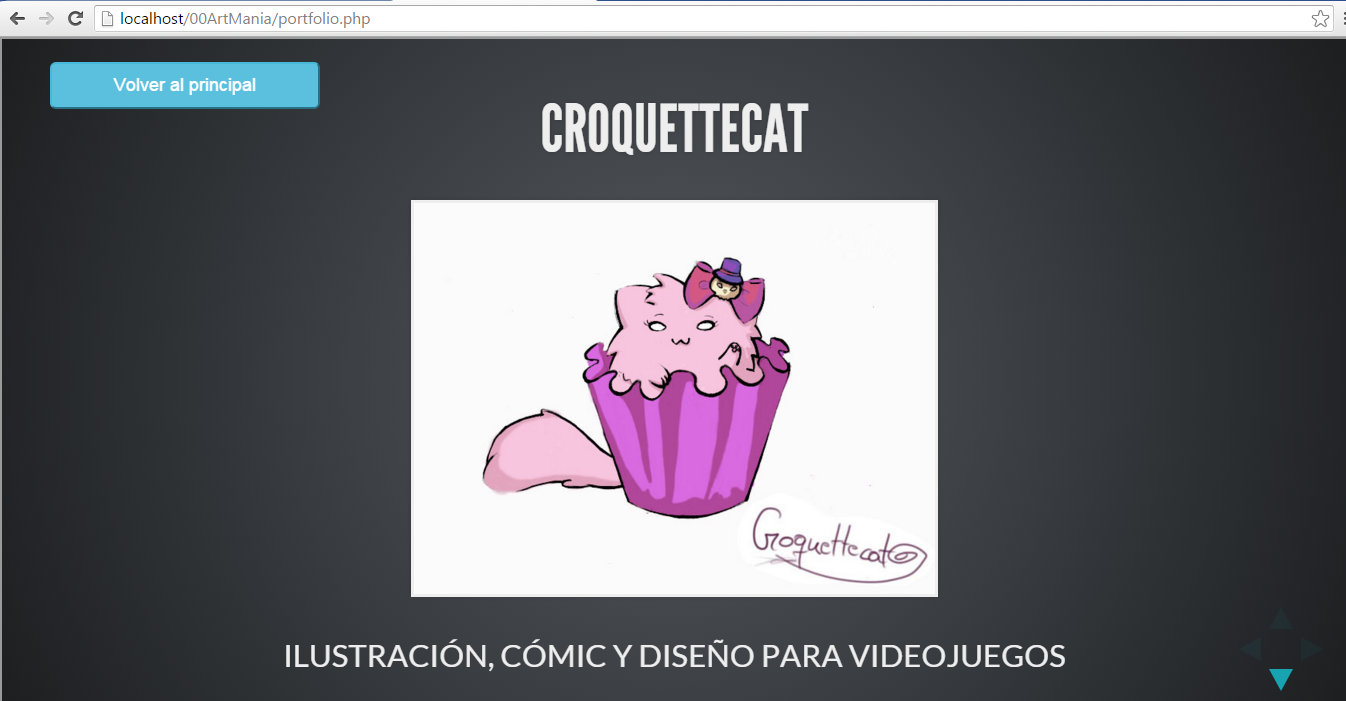 localhost/00ArtMania/portfolio.php
Volver al principal
CROQUETTECAT
Croquettecat
ILUSTRACIÓN, CÓMIC Y DISEÑO PARA VIDEOJUEGOS